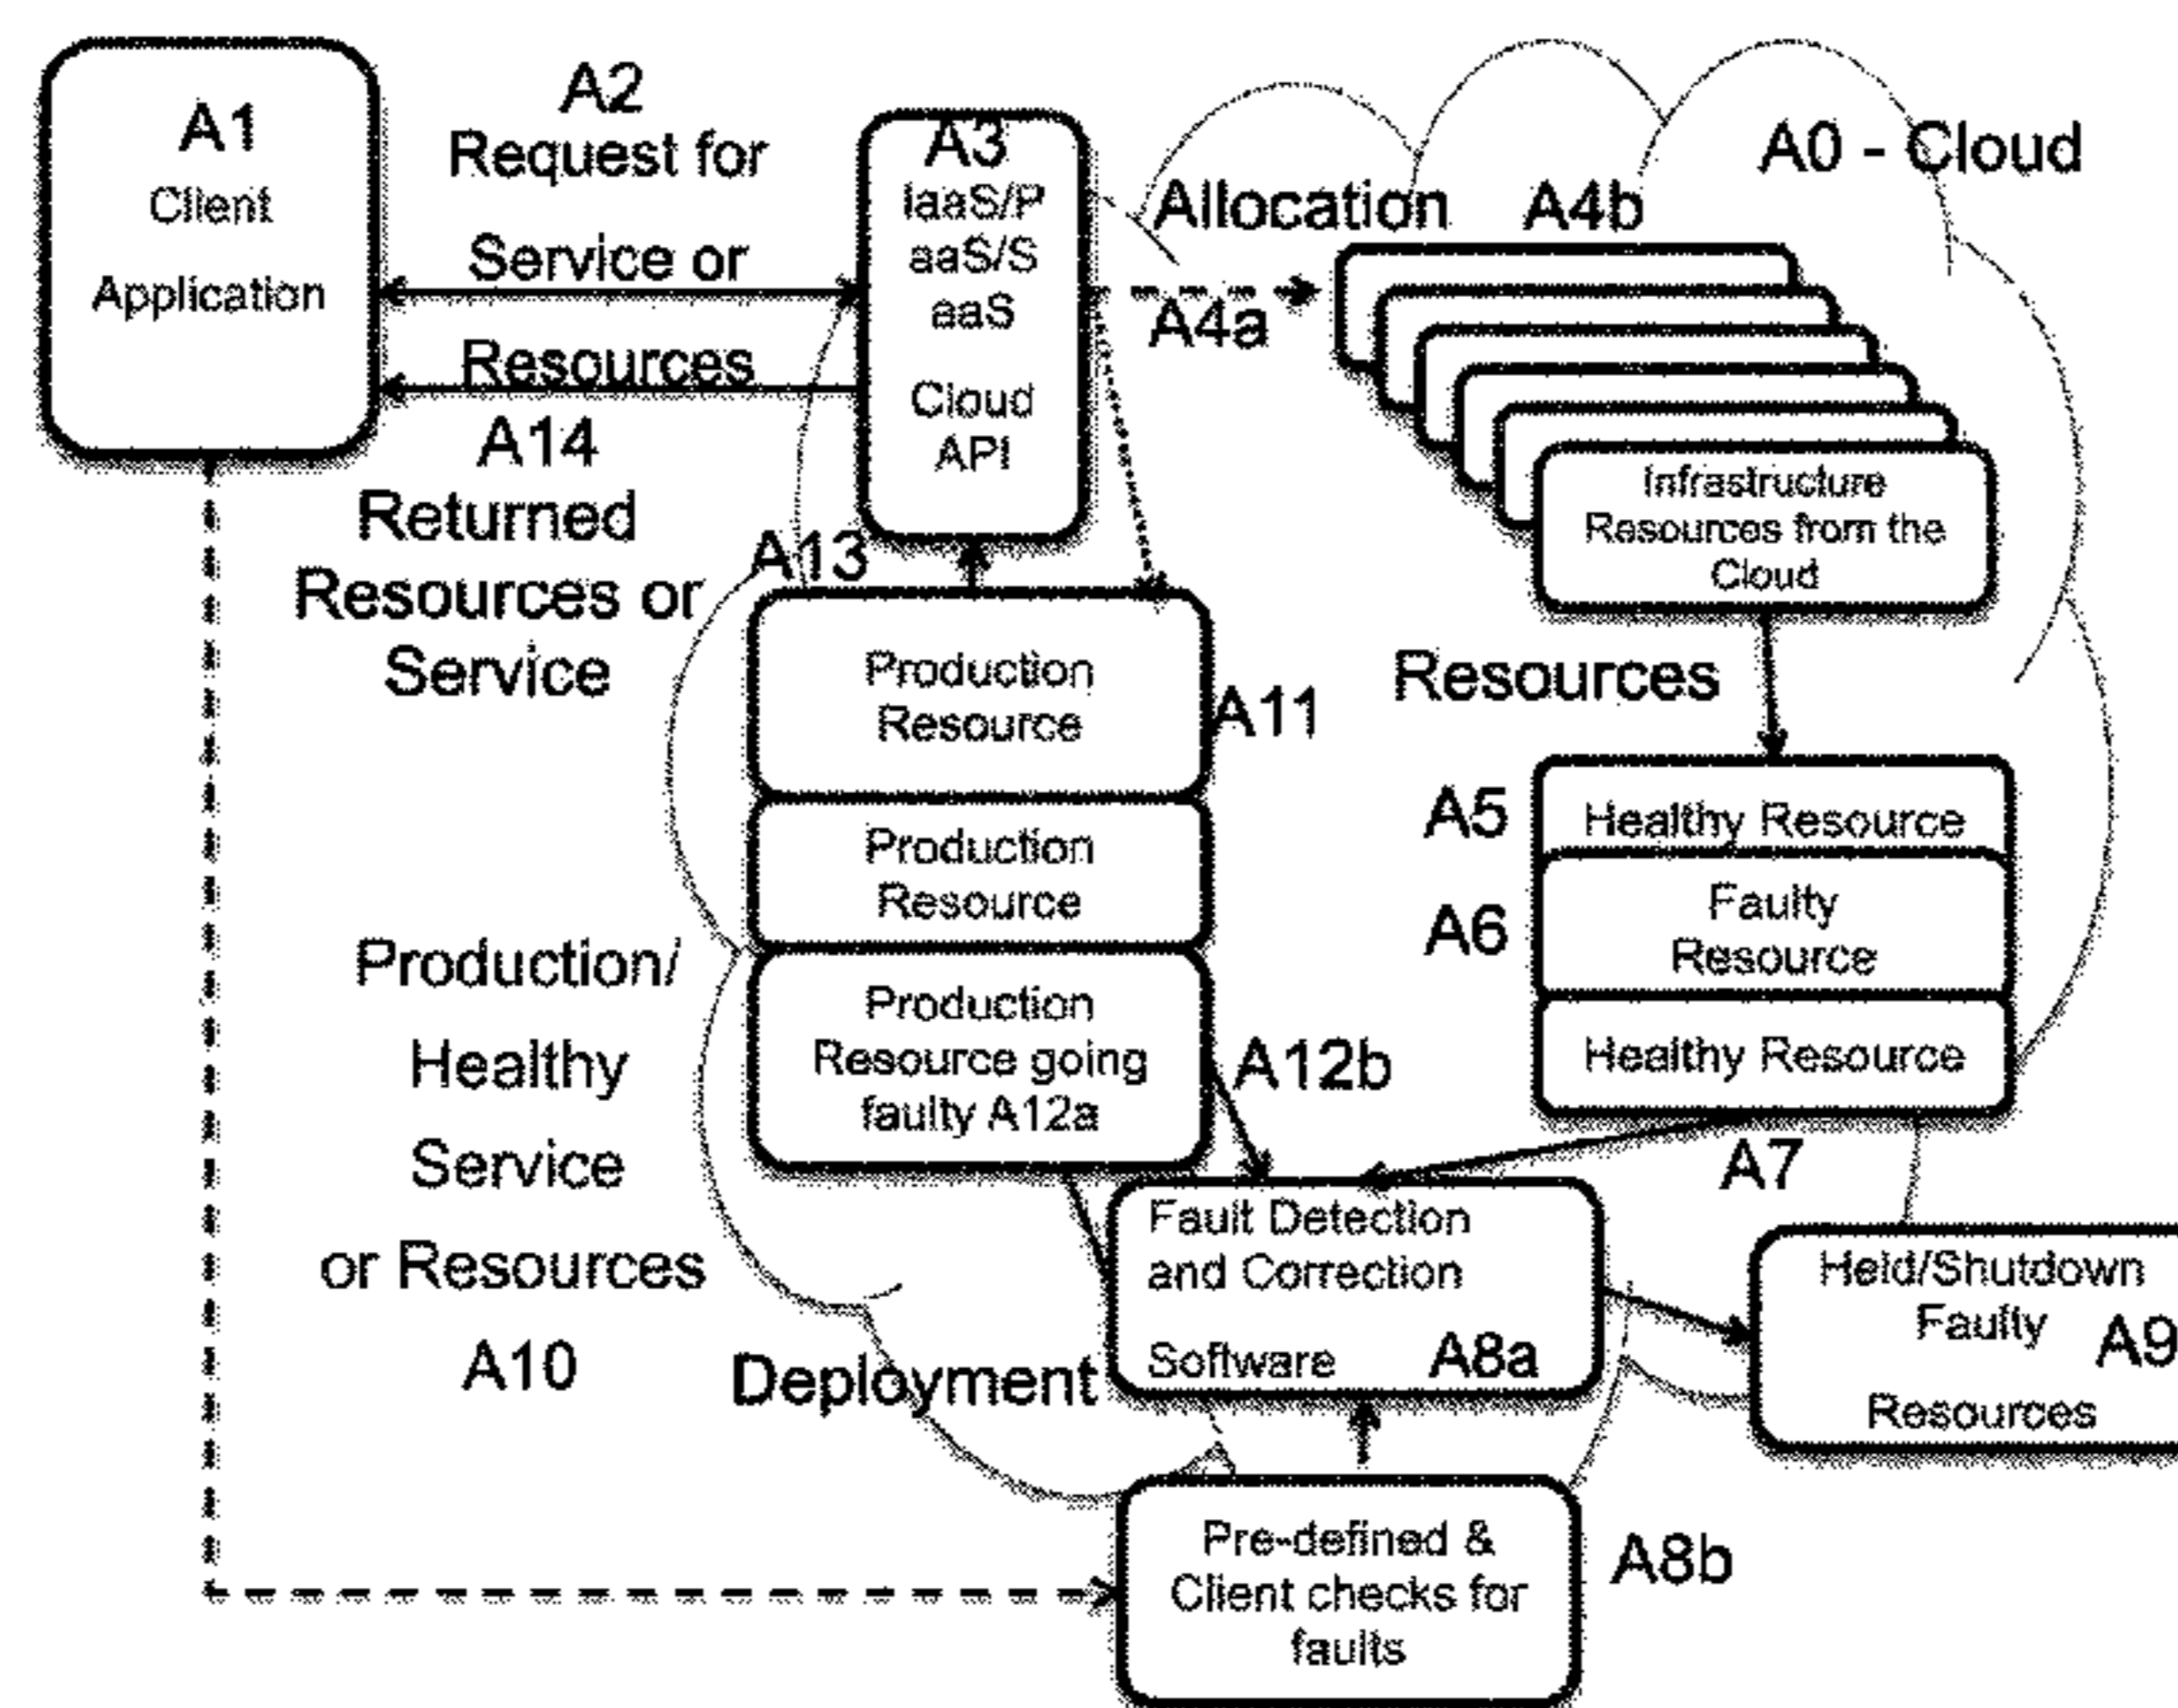 A1
Client
Application
A2
Request for
Service or
Resources
A14
Returned
Resources or
Service
A3
IaaS/P
aaS/S
aaS
Cloud
API
A0 - Cloud
Allocation
A4a
A4b
Infrastructure
Resources from the
Cloud
Resources
A5
Healthy Resource
A6
Faulty
Resource
Healthy Resource
A7
A13
Production
Resource
A11
Production
Resource
Production
Resource going
faulty A12a
A12b
Production/
Healthy
Service
or Resources
A10
Deployment
Fault Detection
and Correction
Software
A8a
Held/Shutdown
Faulty
A9
Resources
Pre-defined &
Client checks for
faults
A8b